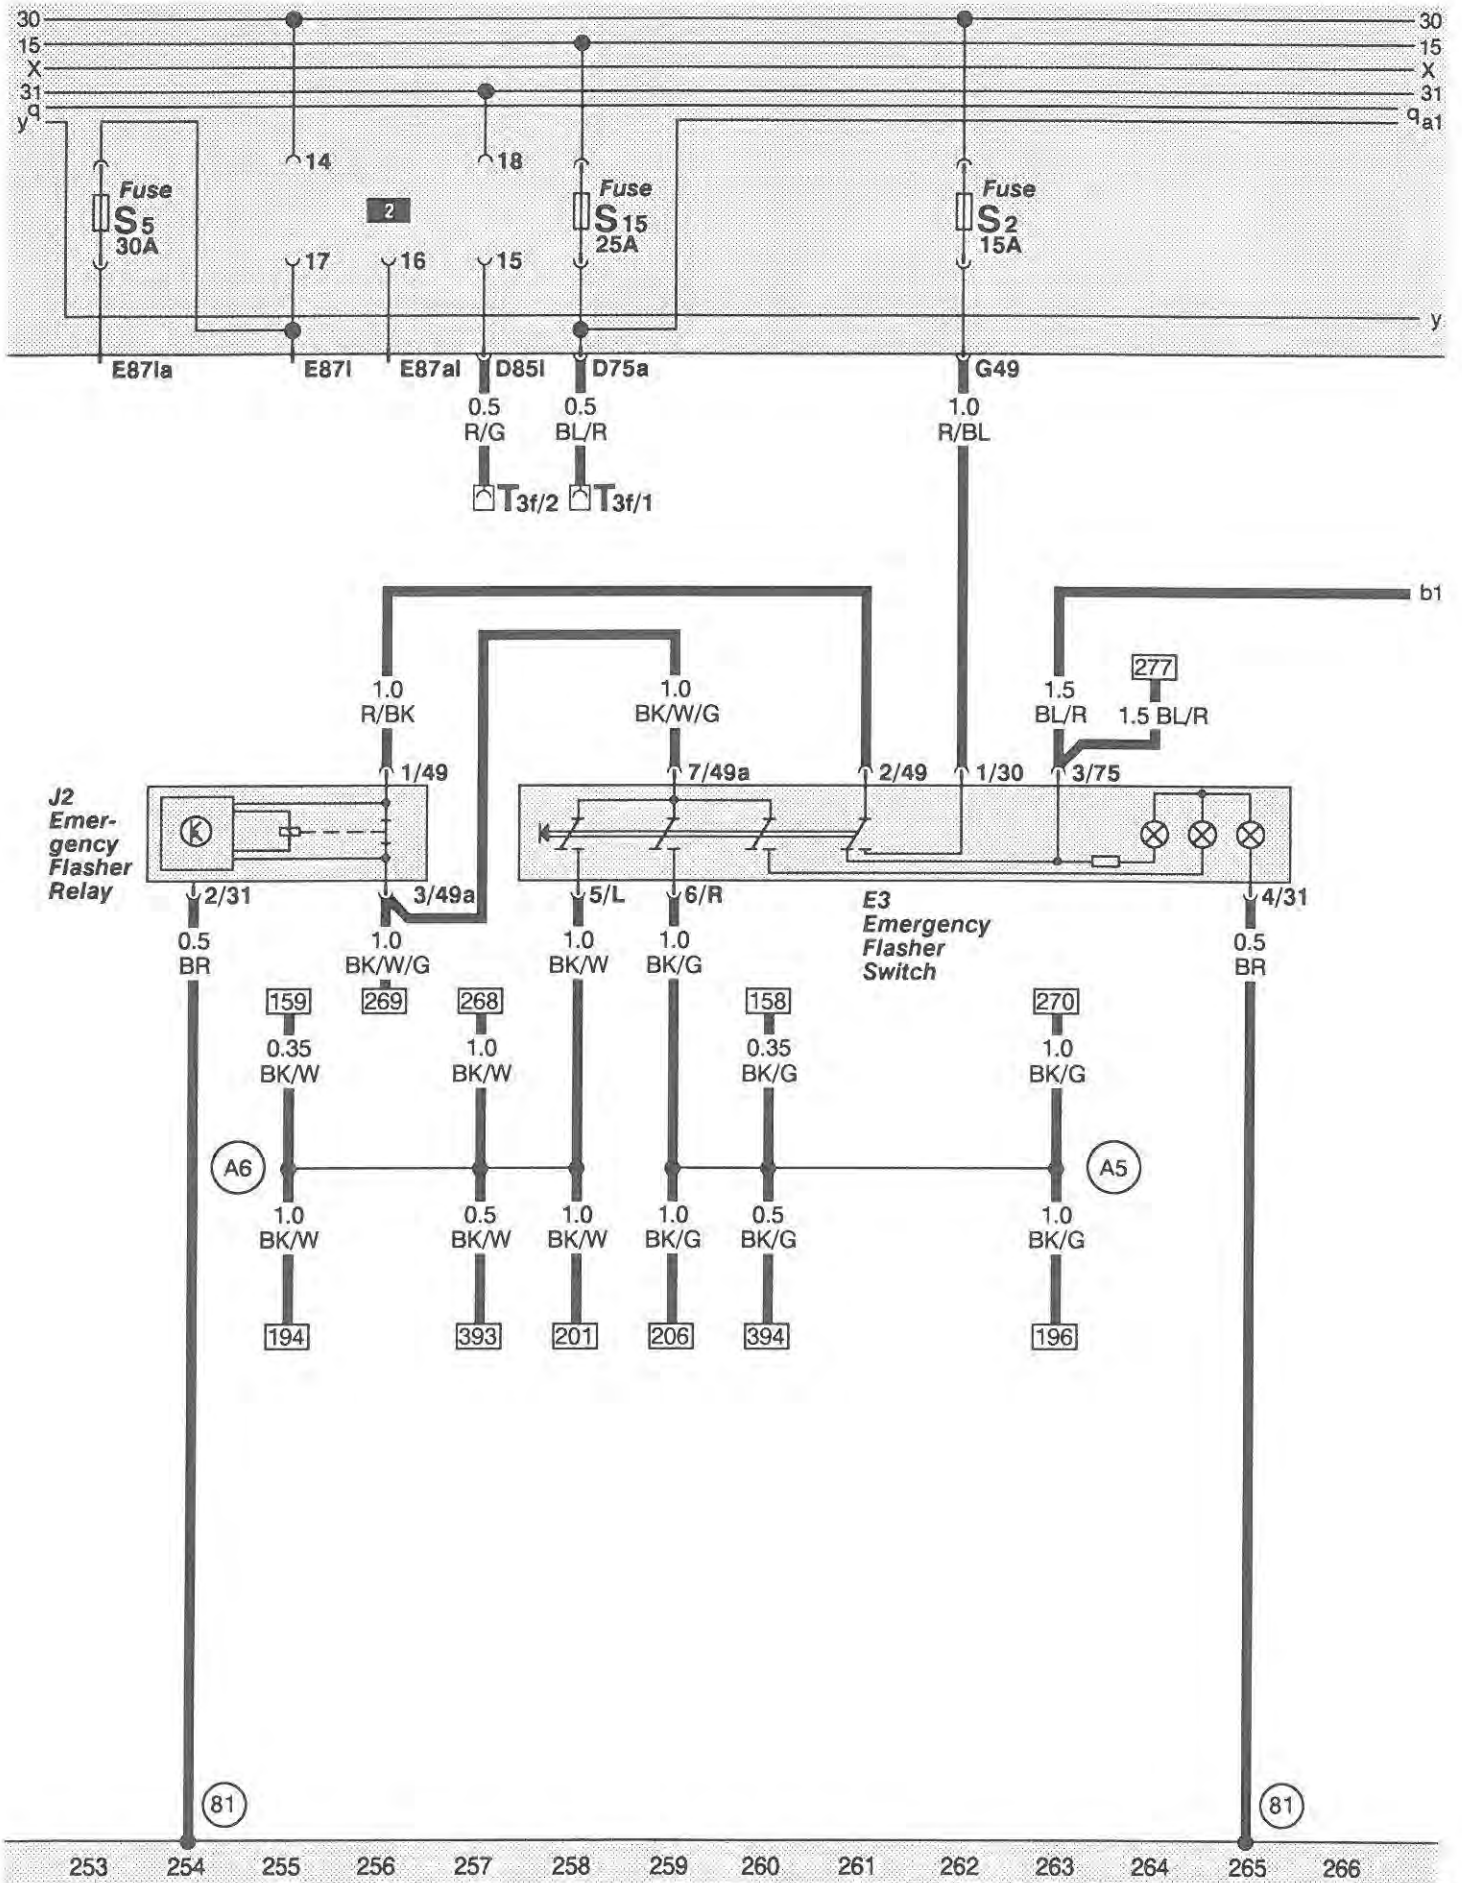 30 30
15 15
X X
31 31
q q
y a1
14 18
Fuse Fuse Fuse
S5 2 S15 S2
30A 25A 15A
17 16 15
y
E87Ia E87I E87aI D85I D75a G49
0.5 0.5 1.0
R/G BL/R R/BL
T3f/2 T3f/1
b1
277
1.0 1.0 1.5
R/BK BK/W/G BL/R 1.5 BL/R
1/49 7/49a 2/49 1/30 3/75
J2
Emer-
gency
Flasher
Relay
2/31 3/49a 5/L 6/R 4/31
E3
Emergency
Flasher
Switch
0.5 1.0 1.0 1.0 0.5
BR BK/W/G BK/W BK/G BR
159 269 268 158 270
0.35 1.0 0.35 1.0
BK/W BK/W BK/G BK/G
A6 A5
1.0 0.5 1.0 1.0 0.5 1.0
BK/W BK/W BK/W BK/G BK/G BK/G
194 393 201 206 394 196
81 81
253 254 255 256 257 258 259 260 261 262 263 264 265 266